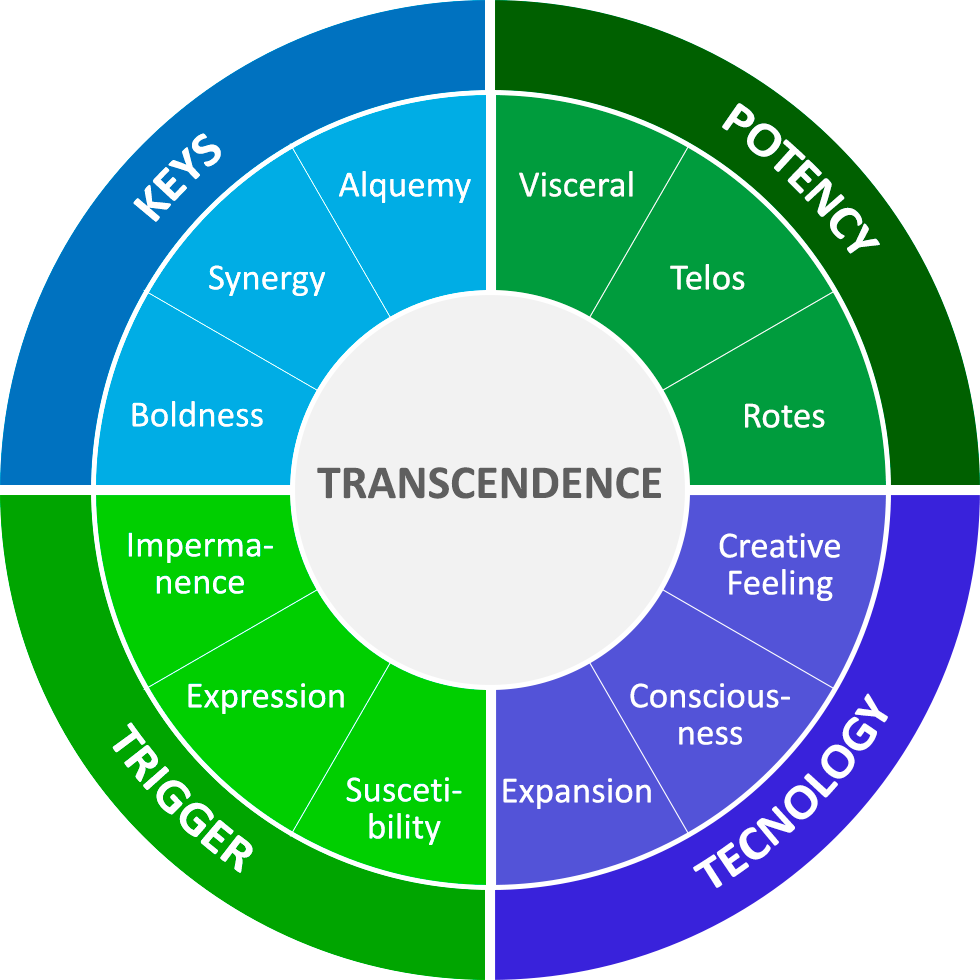 KEYS
POTENCY
Alquemy
Visceral
Synergy
Telos
Boldness
Rotes
TRANSCENDENCE
Imperma-
nence
Creative
Feeling
Expression
Conscious-
ness
Susceti-
bility
Expansion
TRIGGER
TECNOLOGY